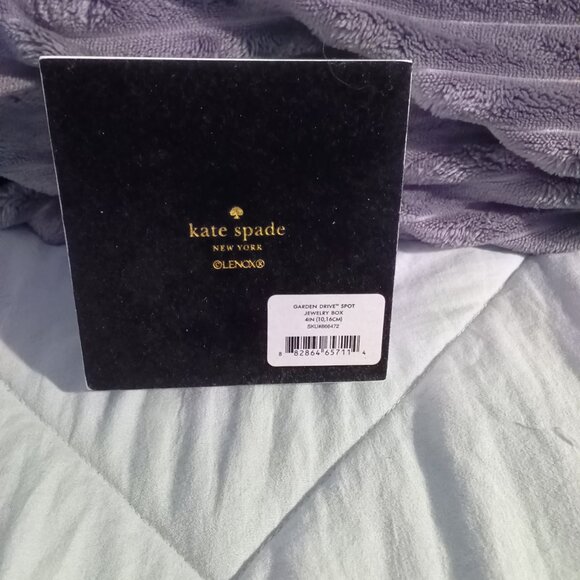 kate spade
NEW YORK
©LENOX®
GARDEN DRIVE™ SPOT
JEWELRY BOX
4IN (10,16CM)
SKU#866472
8 82864 65711 4